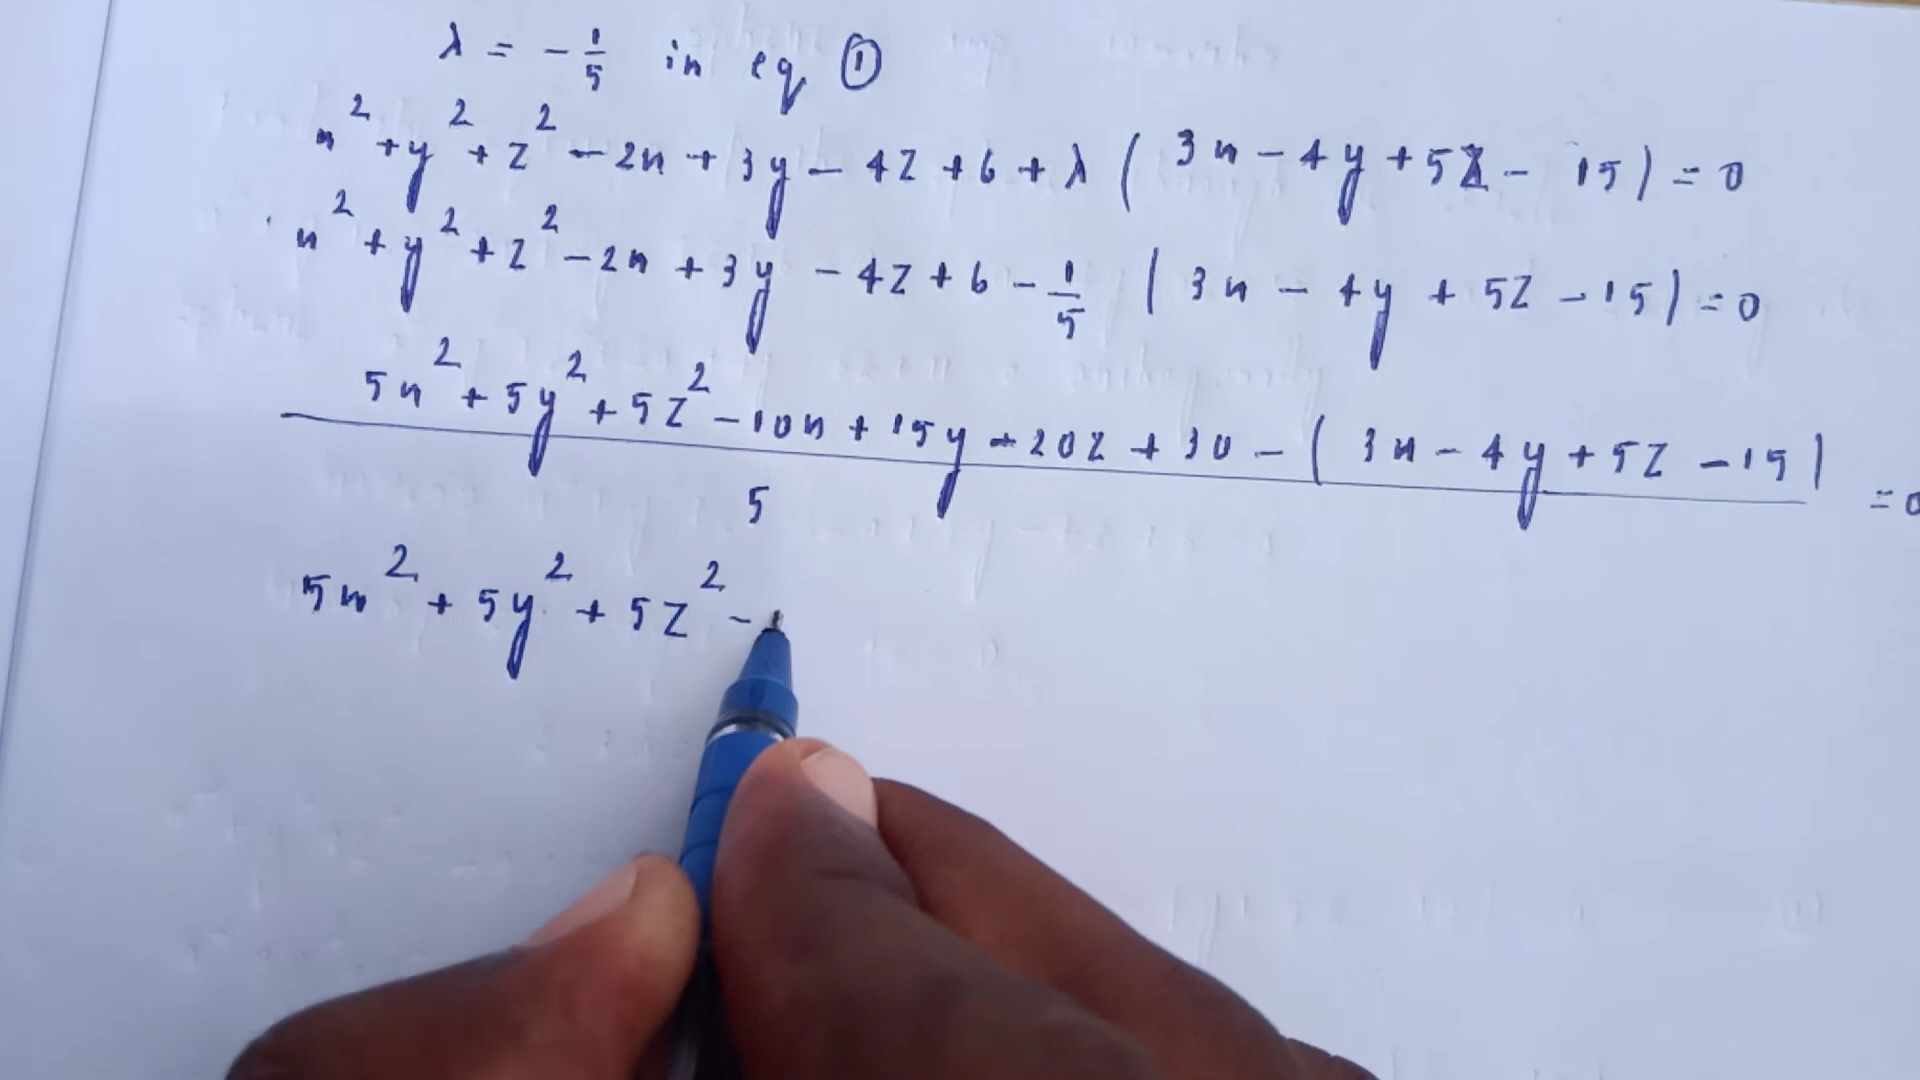 λ = - 1/5 in eq ①
x² + y² + z² - 2x + 3y - 4z + 6 + λ ( 3x - 4y + 5z - 15 ) = 0
x² + y² + z² - 2x + 3y - 4z + 6 - 1/5 ( 3x - 4y + 5z - 15 ) = 0
5x² + 5y² + 5z² - 10x + 15y - 20z + 30 - ( 3x - 4y + 5z - 15 )
5 = 0
5x² + 5y² + 5z² -